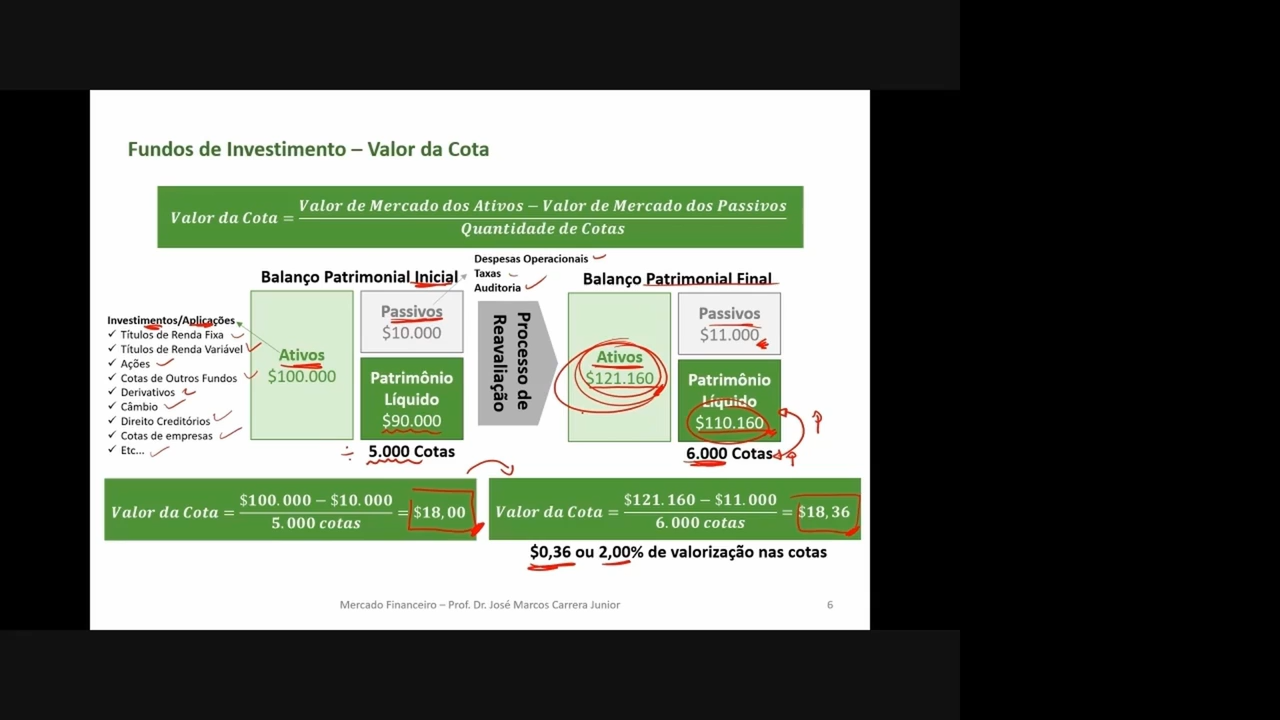 Fundos de Investimento – Valor da Cota
Valor da Cota = Valor de Mercado dos Ativos − Valor de Mercado dos Passivos
Quantidade de Cotas
Balanço Patrimonial Inicial
Despesas Operacionais
Taxas
Auditoria
Balanço Patrimonial Final
Investimentos/Aplicações
✓ Títulos de Renda Fixa
✓ Títulos de Renda Variável
✓ Ações
✓ Cotas de Outros Fundos
✓ Derivativos
✓ Câmbio
✓ Direito Creditórios
✓ Cotas de empresas
✓ Etc...
Ativos
$100.000
Passivos
$10.000
Patrimônio
Líquido
$90.000
÷ 5.000 Cotas
Processo de
Reavaliação
Ativos
$121.160
Passivos
$11.000
Patrimônio
Líquido
$110.160
6.000 Cotas
Valor da Cota = $100.000 − $10.000 = $18,00
5.000 cotas
Valor da Cota = $121.160 − $11.000 = $18,36
6.000 cotas
$0,36 ou 2,00% de valorização nas cotas
Mercado Financeiro – Prof. Dr. José Marcos Carrera Junior
6